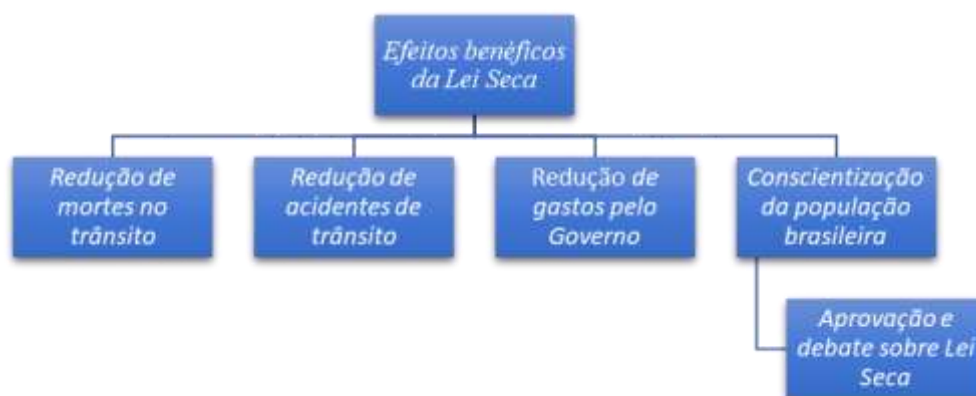 Efeitos benéficos
da Lei Seca
Redução de
mortes no
trânsito
Redução de
acidentes de
trânsito
Redução de
gastos pelo
Governo
Conscientização
da população
brasileira
Aprovação e
debate sobre Lei
Seca